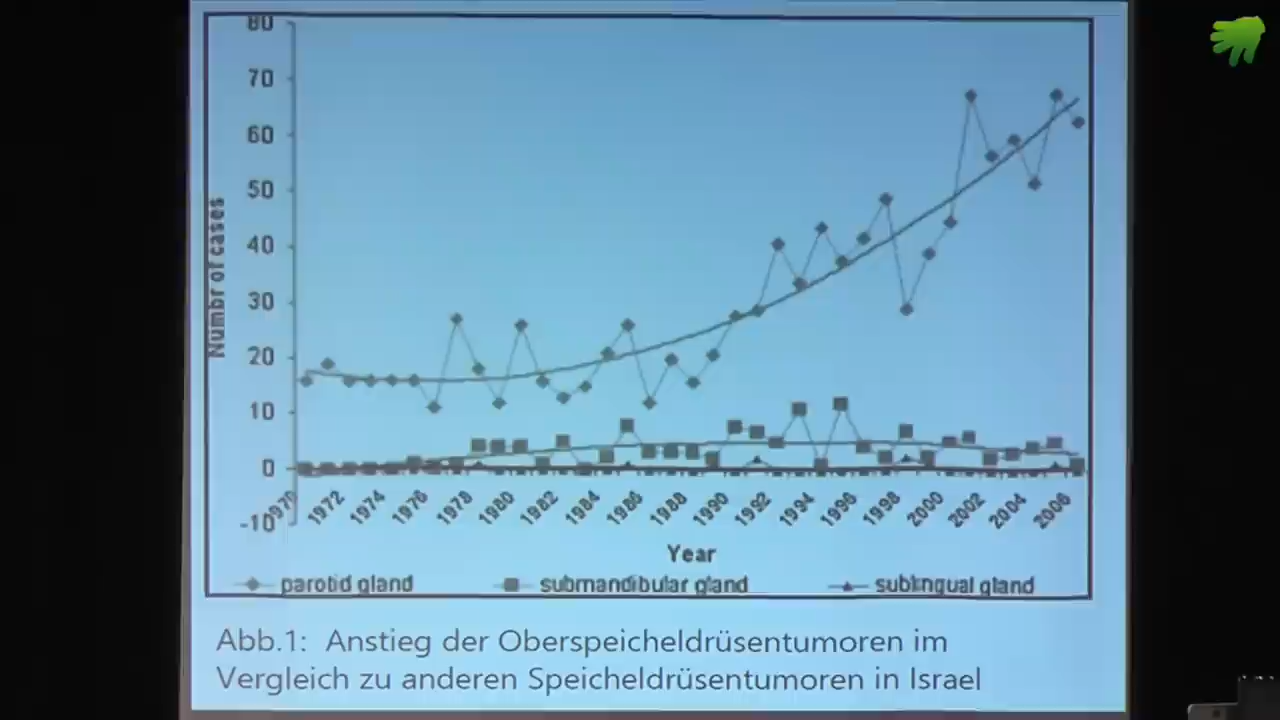 80
70
60
50
40
30
20
10
0
-10
Numbr of cases
1970 1972 1974 1976 1978 1980 1982 1984 1986 1988 1990 1992 1994 1996 1998 2000 2002 2004 2006
Year
parotid gland submandibular gland sublingual gland
Abb.1: Anstieg der Oberspeicheldrüsentumoren im
Vergleich zu anderen Speicheldrüsentumoren in Israel